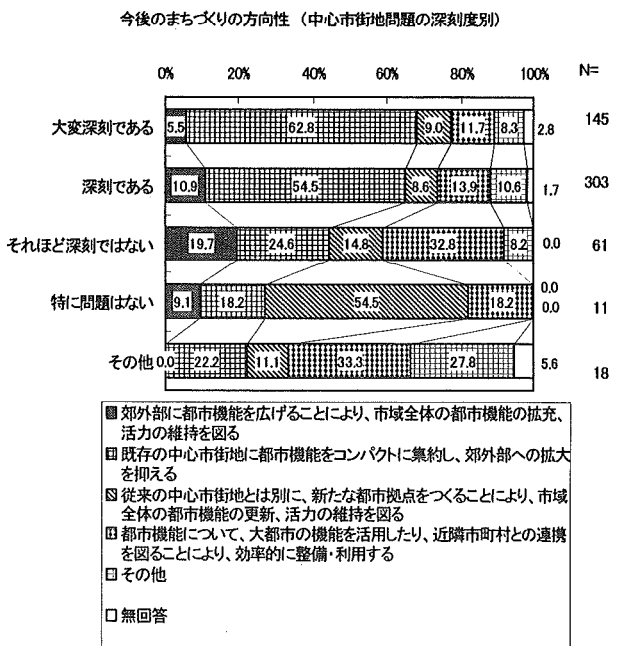 今後のまちづくりの方向性 (中心市街地問題の深刻度別)
0% 20% 40% 60% 80% 100% N=
大変深刻である 5.5 62.8 9.0 11.7 8.3 2.8 145
深刻である 10.9 54.5 8.6 13.9 10.6 1.7 303
それほど深刻ではない 19.7 24.6 14.8 32.8 8.2 0.0 61
特に問題はない 9.1 18.2 54.5 18.2 0.0 0.0 11
その他 0.0 22.2 11.1 33.3 27.8 5.6 18
郊外部に都市機能を広げることにより、市域全体の都市機能の拡充、
活力の維持を図る
既存の中心市街地に都市機能をコンパクトに集約し、郊外部への拡大
を抑える
従来の中心市街地とは別に、新たな都市拠点をつくることにより、市域
全体の都市機能の更新、活力の維持を図る
都市機能について、大都市の機能を活用したり、近隣市町村との連携
を図ることにより、効率的に整備・利用する
その他
無回答